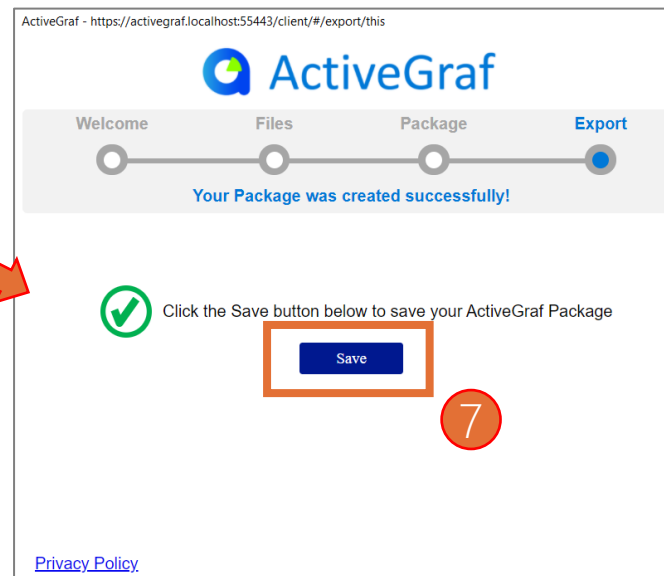 ActiveGraf - https://activegraf.localhost:55443/client/#/export/this
ActiveGraf
Welcome Files Package Export
Your Package was created successfully!
Click the Save button below to save your ActiveGraf Package
Save
7
Privacy Policy